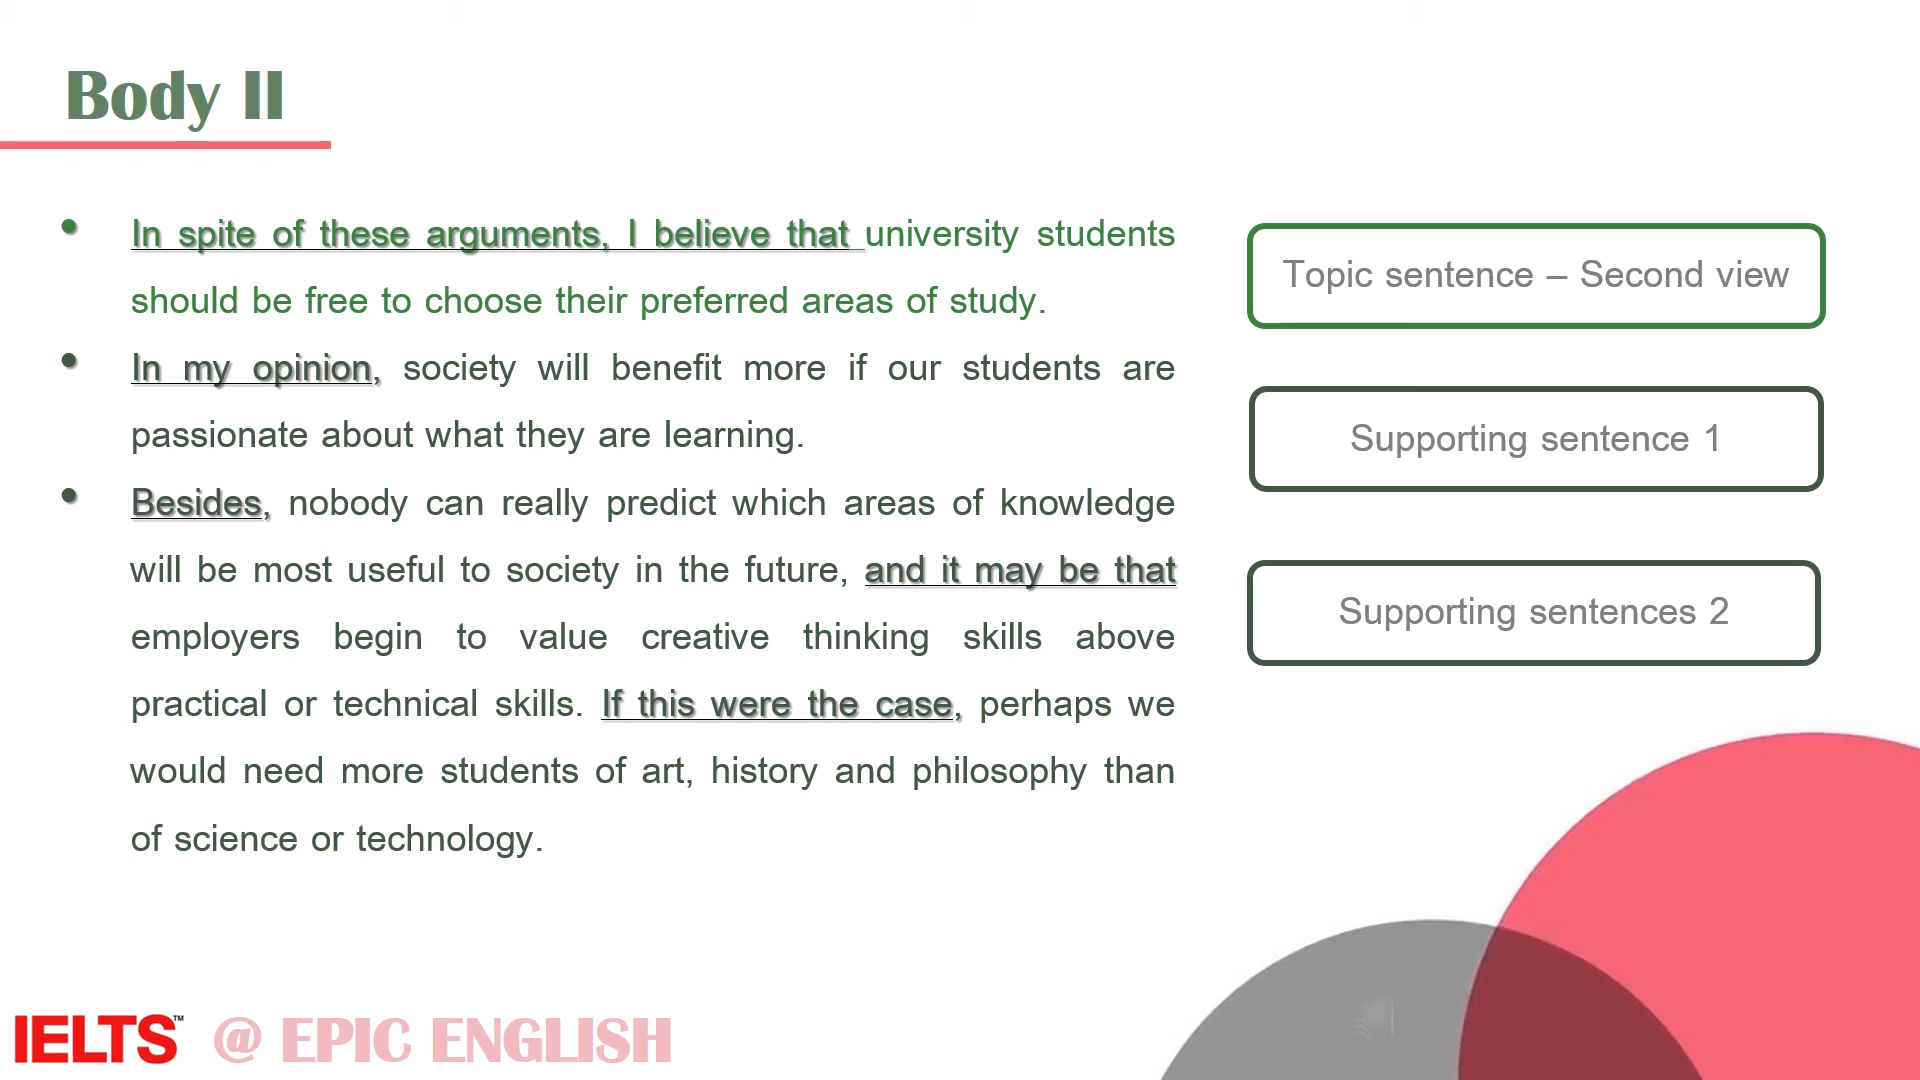 Body II
• In spite of these arguments, I believe that university students
should be free to choose their preferred areas of study.
• In my opinion, society will benefit more if our students are
passionate about what they are learning.
• Besides, nobody can really predict which areas of knowledge
will be most useful to society in the future, and it may be that
employers begin to value creative thinking skills above
practical or technical skills. If this were the case, perhaps we
would need more students of art, history and philosophy than
of science or technology.
Topic sentence – Second view
Supporting sentence 1
Supporting sentences 2
IELTS™ @ EPIC ENGLISH